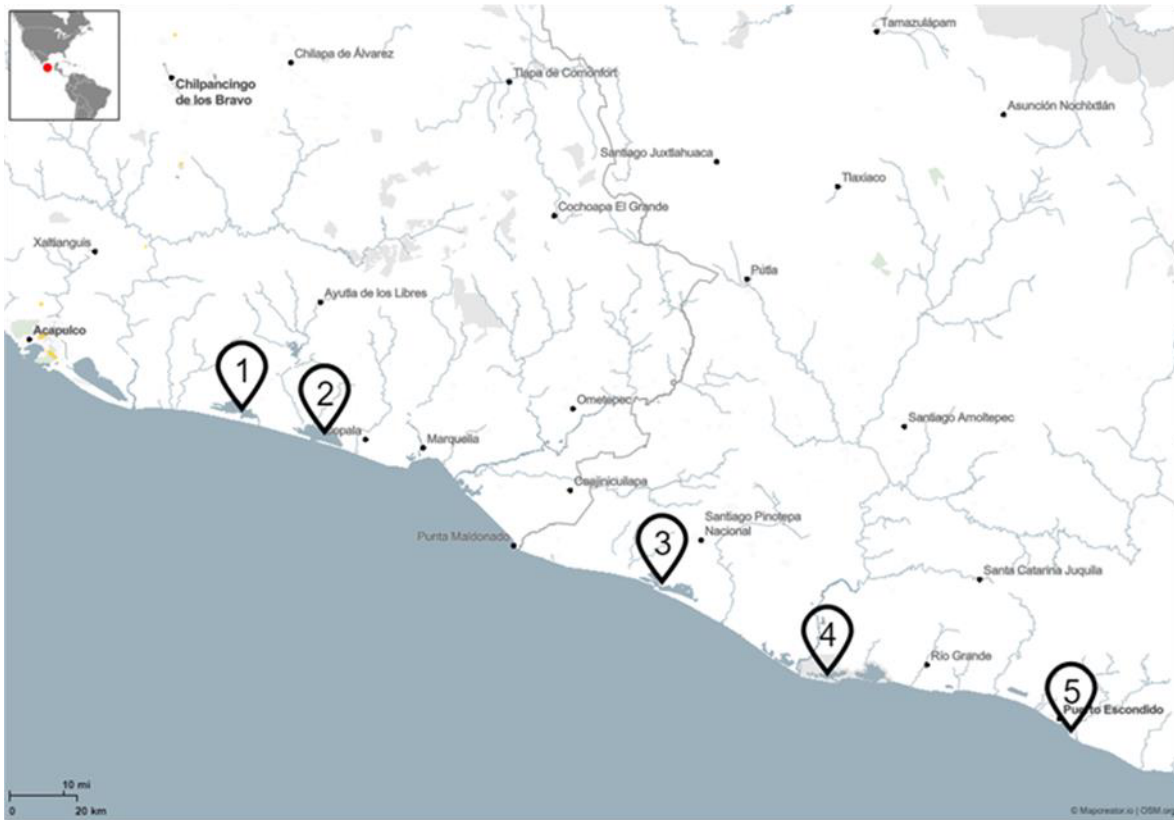 Tamazulápam
Chilapa de Álvarez
Chilpancingo
de los Bravo
Tlapa de Comonfort
Asunción Nochixtlán
Santiago Juxtlahuaca
Tlaxiaco
Cochoapa El Grande
Xaltianguis
Putla
Ayutla de los Libres
Acapulco
1
2
Ometepec
Santiago Amoltepec
opala
Marquelia
Cuajinicuilapa
Santiago Pinotepa
Nacional
Punta Maldonado
3
Santa Catarina Juquila
4
Río Grande
5
Puerto Escondido
10 mi
0
20 km
© Mapcreator.io | OSM.org